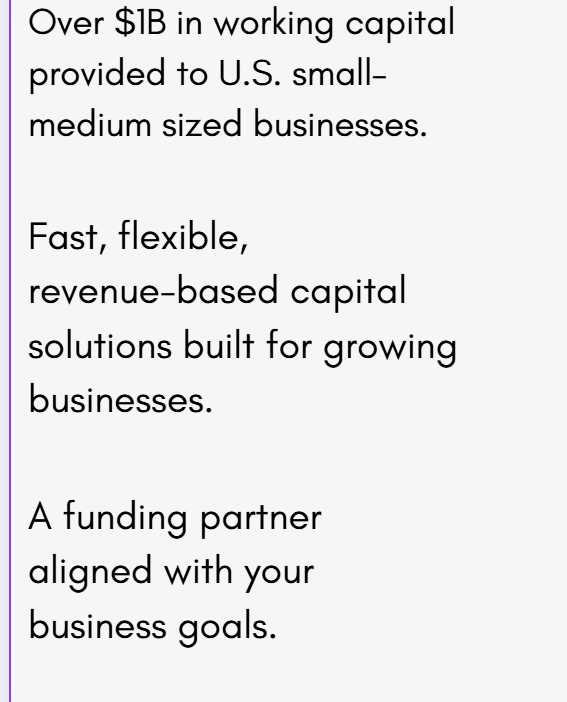 Over $1B in working capital
provided to U.S. small-
medium sized businesses.
Fast, flexible,
revenue-based capital
solutions built for growing
businesses.
A funding partner
aligned with your
business goals.